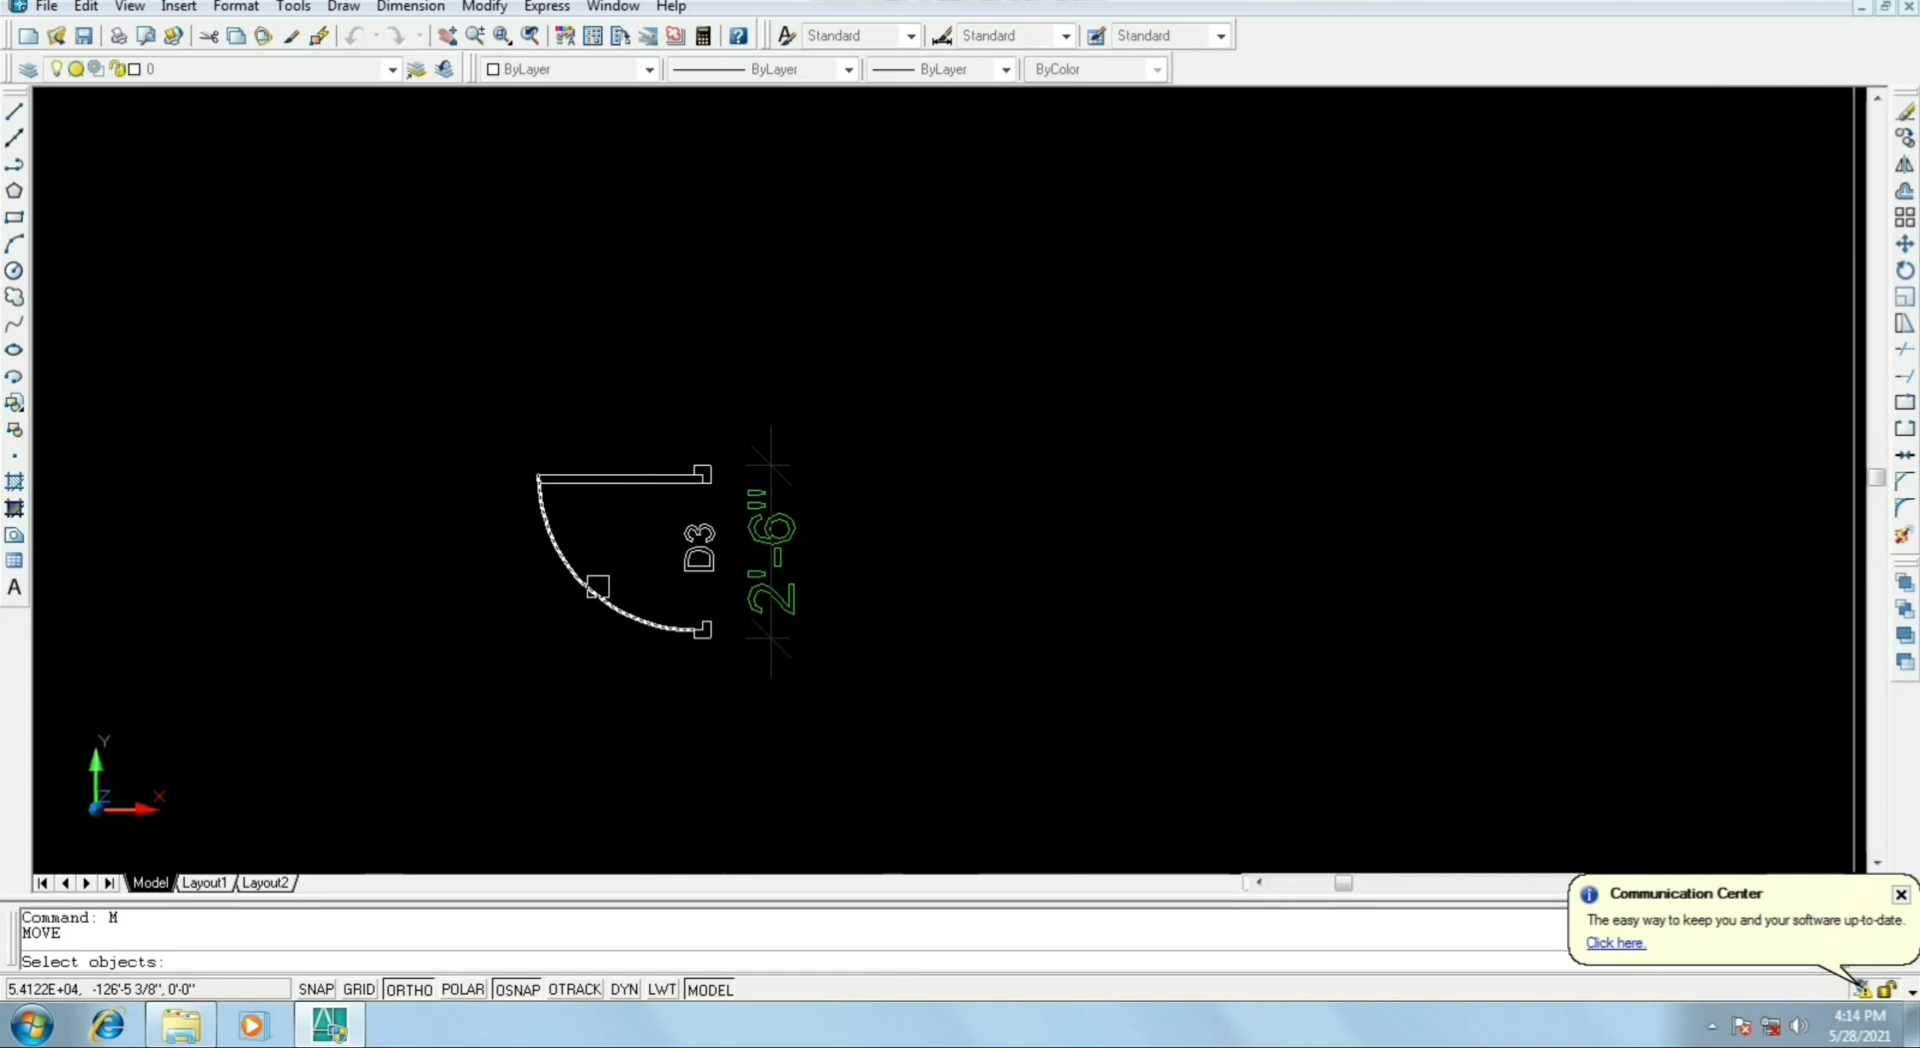 File Edit View Insert Format Tools Draw Dimension Modify Express Window Help
Standard Standard Standard
0 ByLayer ByLayer ByLayer ByColor
A
D3
2'-6"
Y
Z X
Model Layout1 Layout2
Command: M
MOVE
Select objects:
Communication Center
The easy way to keep you and your software up-to-date.
Click here.
5.4122E+04, -126'-5 3/8", 0'-0" SNAP GRID ORTHO POLAR OSNAP OTRACK DYN LWT MODEL
4:14 PM
5/28/2021